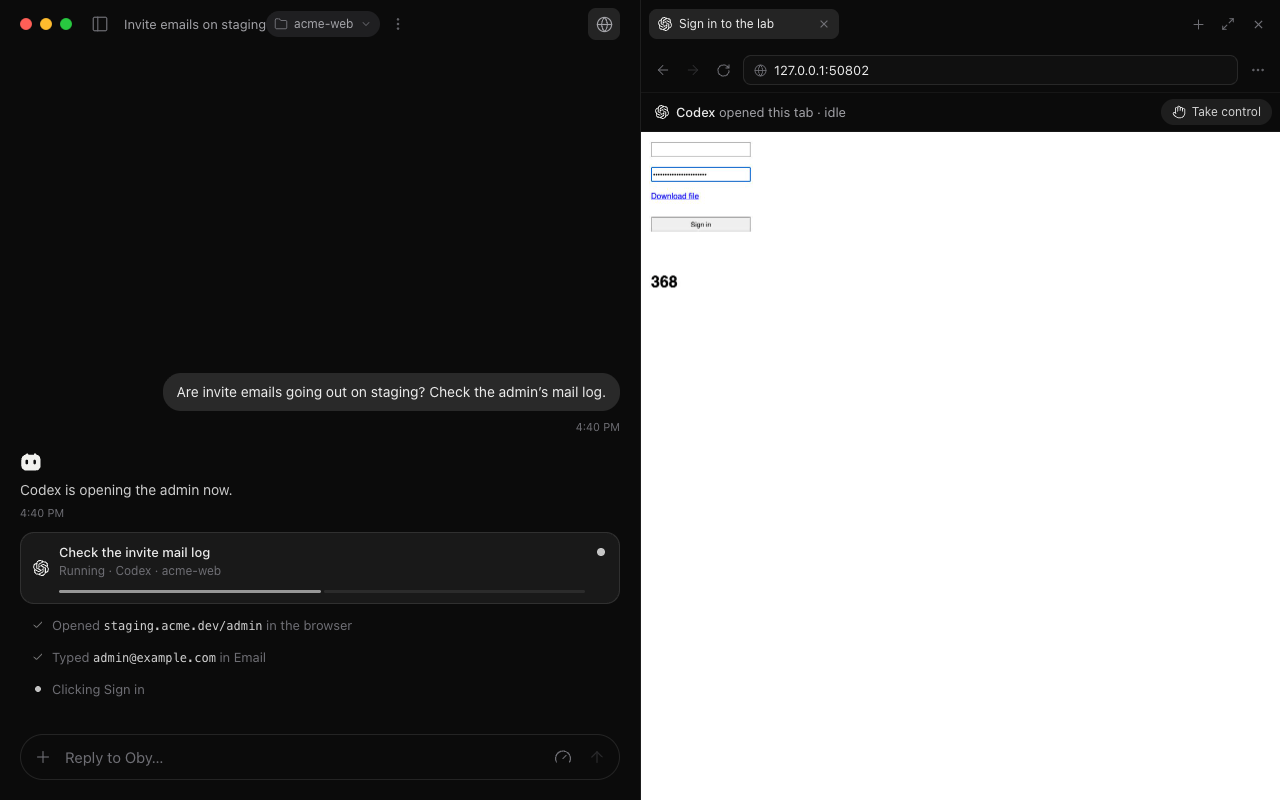 Invite emails on staging
acme-web
Are invite emails going out on staging? Check the admin’s mail log.
4:40 PM
Codex is opening the admin now.
4:40 PM
Check the invite mail log
Running · Codex · acme-web
Opened staging.acme.dev/admin in the browser
Typed admin@example.com in Email
Clicking Sign in
Reply to Oby…
Sign in to the lab
127.0.0.1:50802
Codex opened this tab · idle
Take control
Download file
Sign in
368